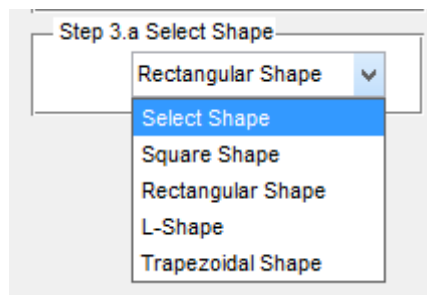 Step 3.a Select Shape
Rectangular Shape
Select Shape
Square Shape
Rectangular Shape
L-Shape
Trapezoidal Shape